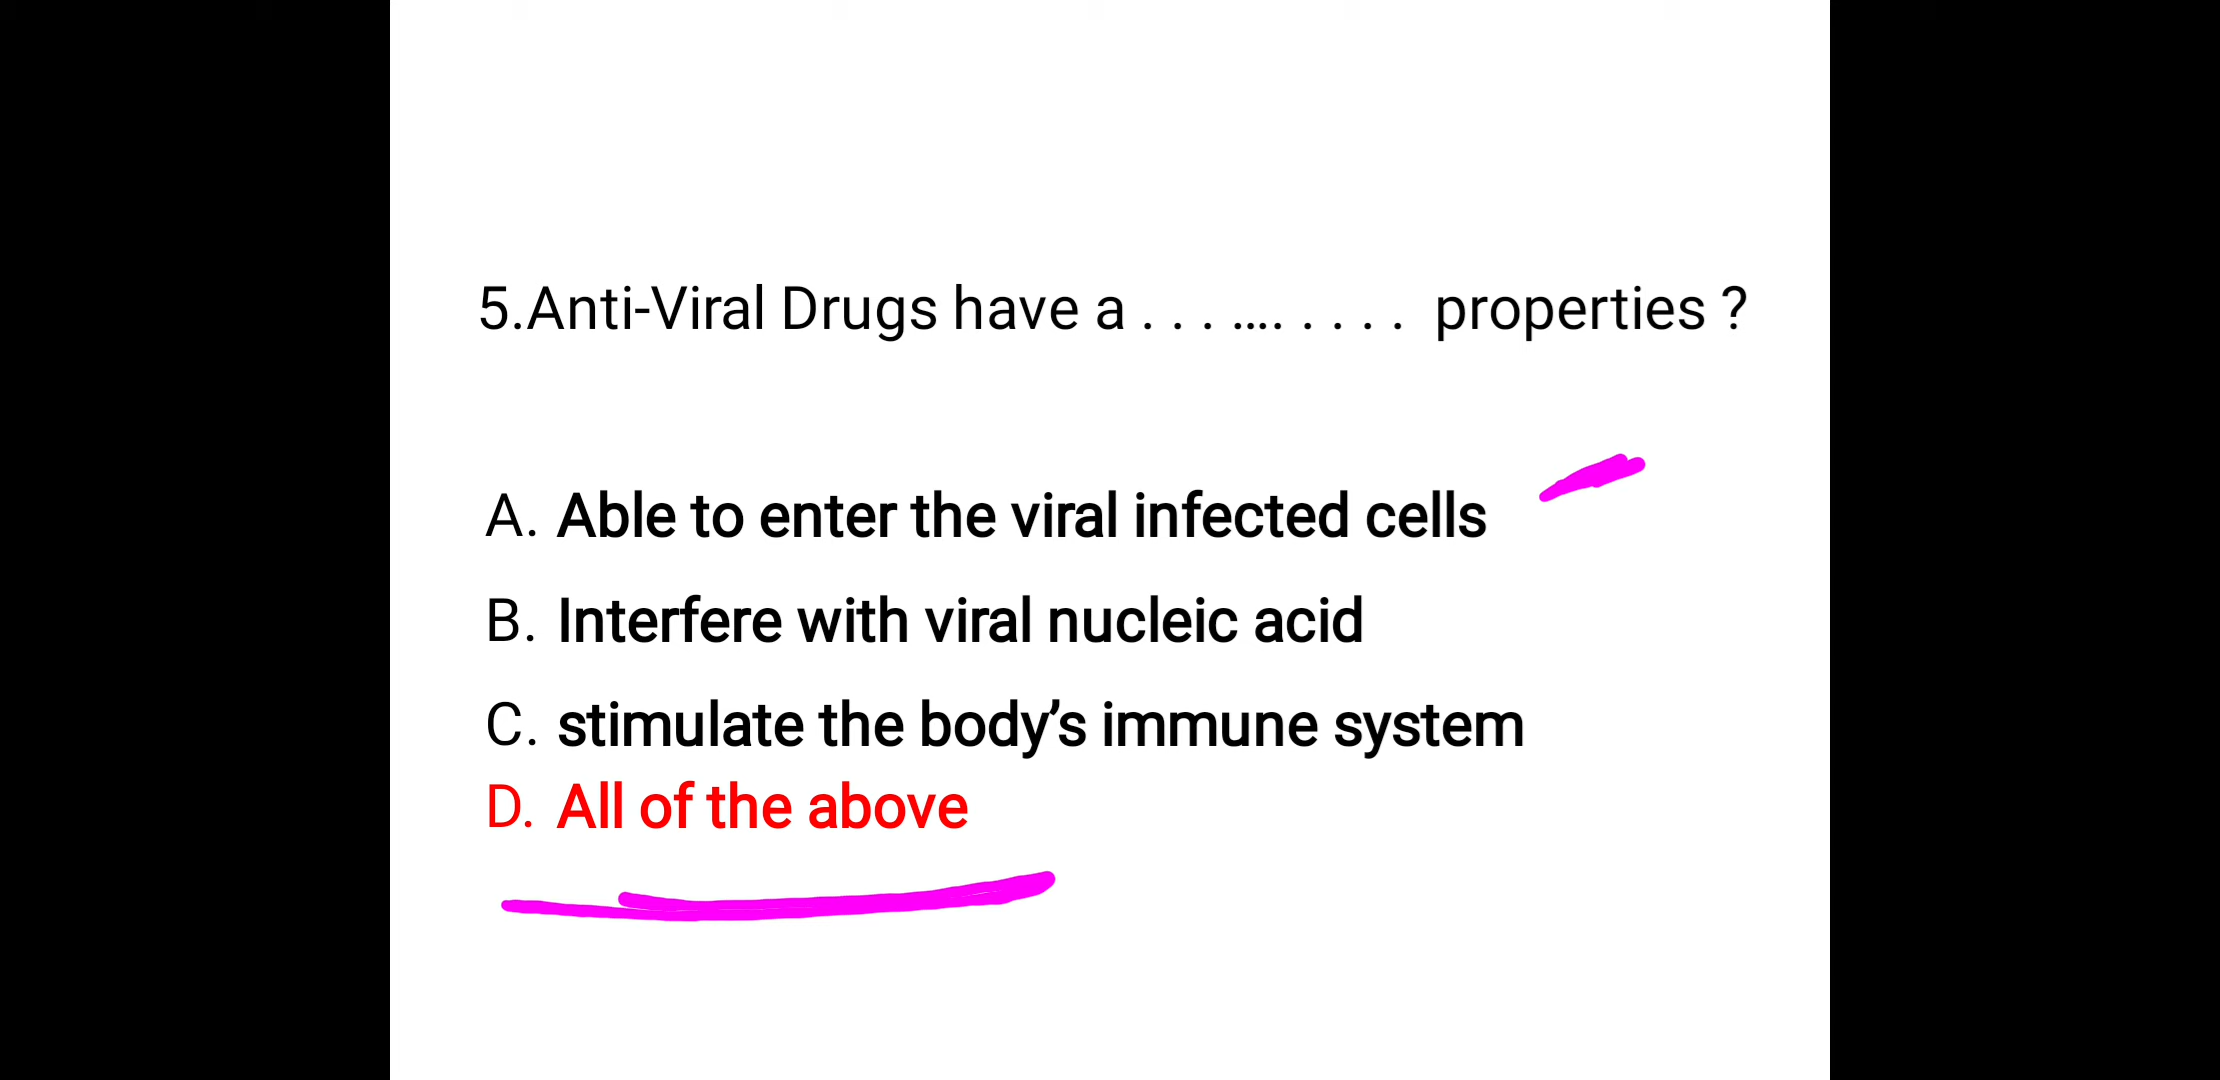 5.Anti-Viral Drugs have a . . . .... . . . . properties ?
A. Able to enter the viral infected cells
B. Interfere with viral nucleic acid
C. stimulate the body’s immune system
D. All of the above